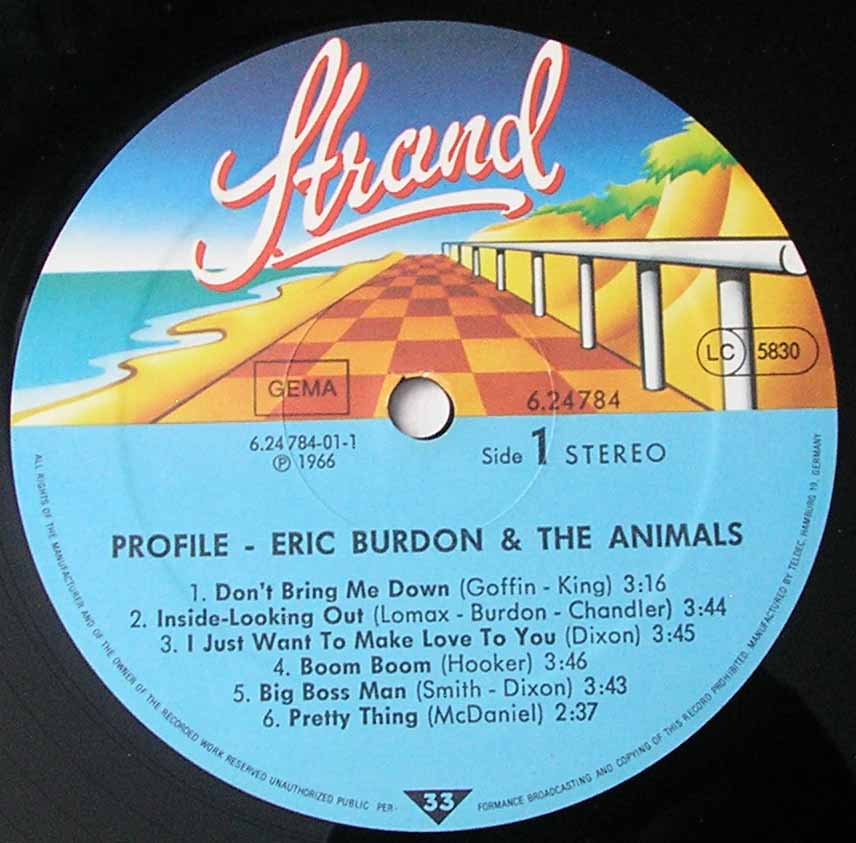 Strand
LC 5830
GEMA
6.24784
6.24784-01-1
Ⓟ 1966
Side 1 STEREO
PROFILE - ERIC BURDON & THE ANIMALS
1. Don't Bring Me Down (Goffin - King) 3:16
2. Inside-Looking Out (Lomax - Burdon - Chandler) 3:44
3. I Just Want To Make Love To You (Dixon) 3:45
4. Boom Boom (Hooker) 3:46
5. Big Boss Man (Smith - Dixon) 3:43
6. Pretty Thing (McDaniel) 2:37
ALL RIGHTS OF THE MANUFACTURER AND OF THE OWNER OF THE RECORDED WORK RESERVED UNAUTHORIZED PUBLIC PER-
33
FORMANCE BROADCASTING AND COPYING OF THIS RECORD PROHIBITED. MANUFACTURED BY TELDEC, HAMBURG 19, GERMANY